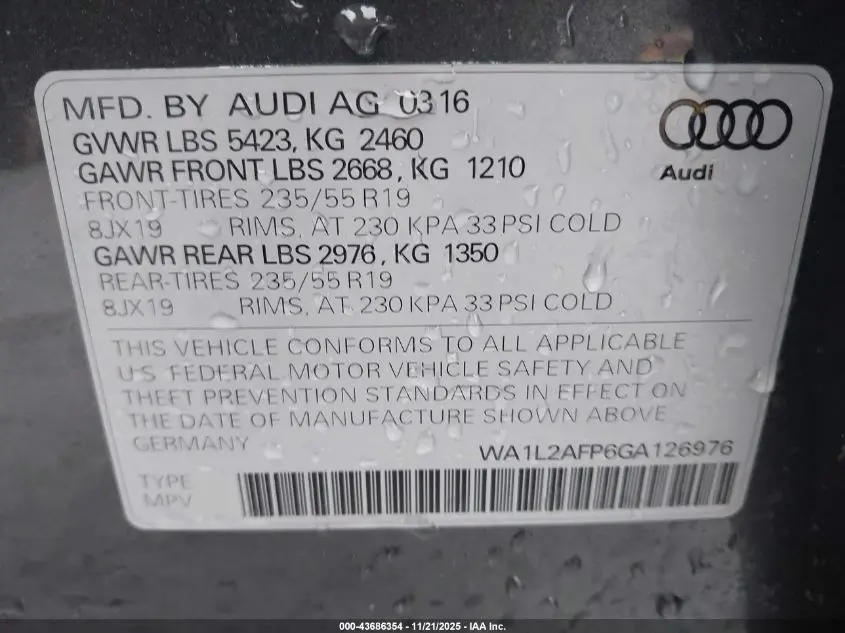 MFD. BY AUDI AG 0316
GVWR LBS 5423, KG 2460
GAWR FRONT LBS 2668, KG 1210
FRONT-TIRES 235/55 R19
8JX19 RIMS, AT 230 KPA 33 PSI COLD
GAWR REAR LBS 2976, KG 1350
REAR-TIRES 235/55 R19
8JX19 RIMS, AT 230 KPA 33 PSI COLD
Audi
THIS VEHICLE CONFORMS TO ALL APPLICABLE
U.S. FEDERAL MOTOR VEHICLE SAFETY AND
THEFT PREVENTION STANDARDS IN EFFECT ON
THE DATE OF MANUFACTURE SHOWN ABOVE
GERMANY WA1L2AFP6GA126976
TYPE
MPV
000-43686354 - 11/21/2025 - IAA Inc.